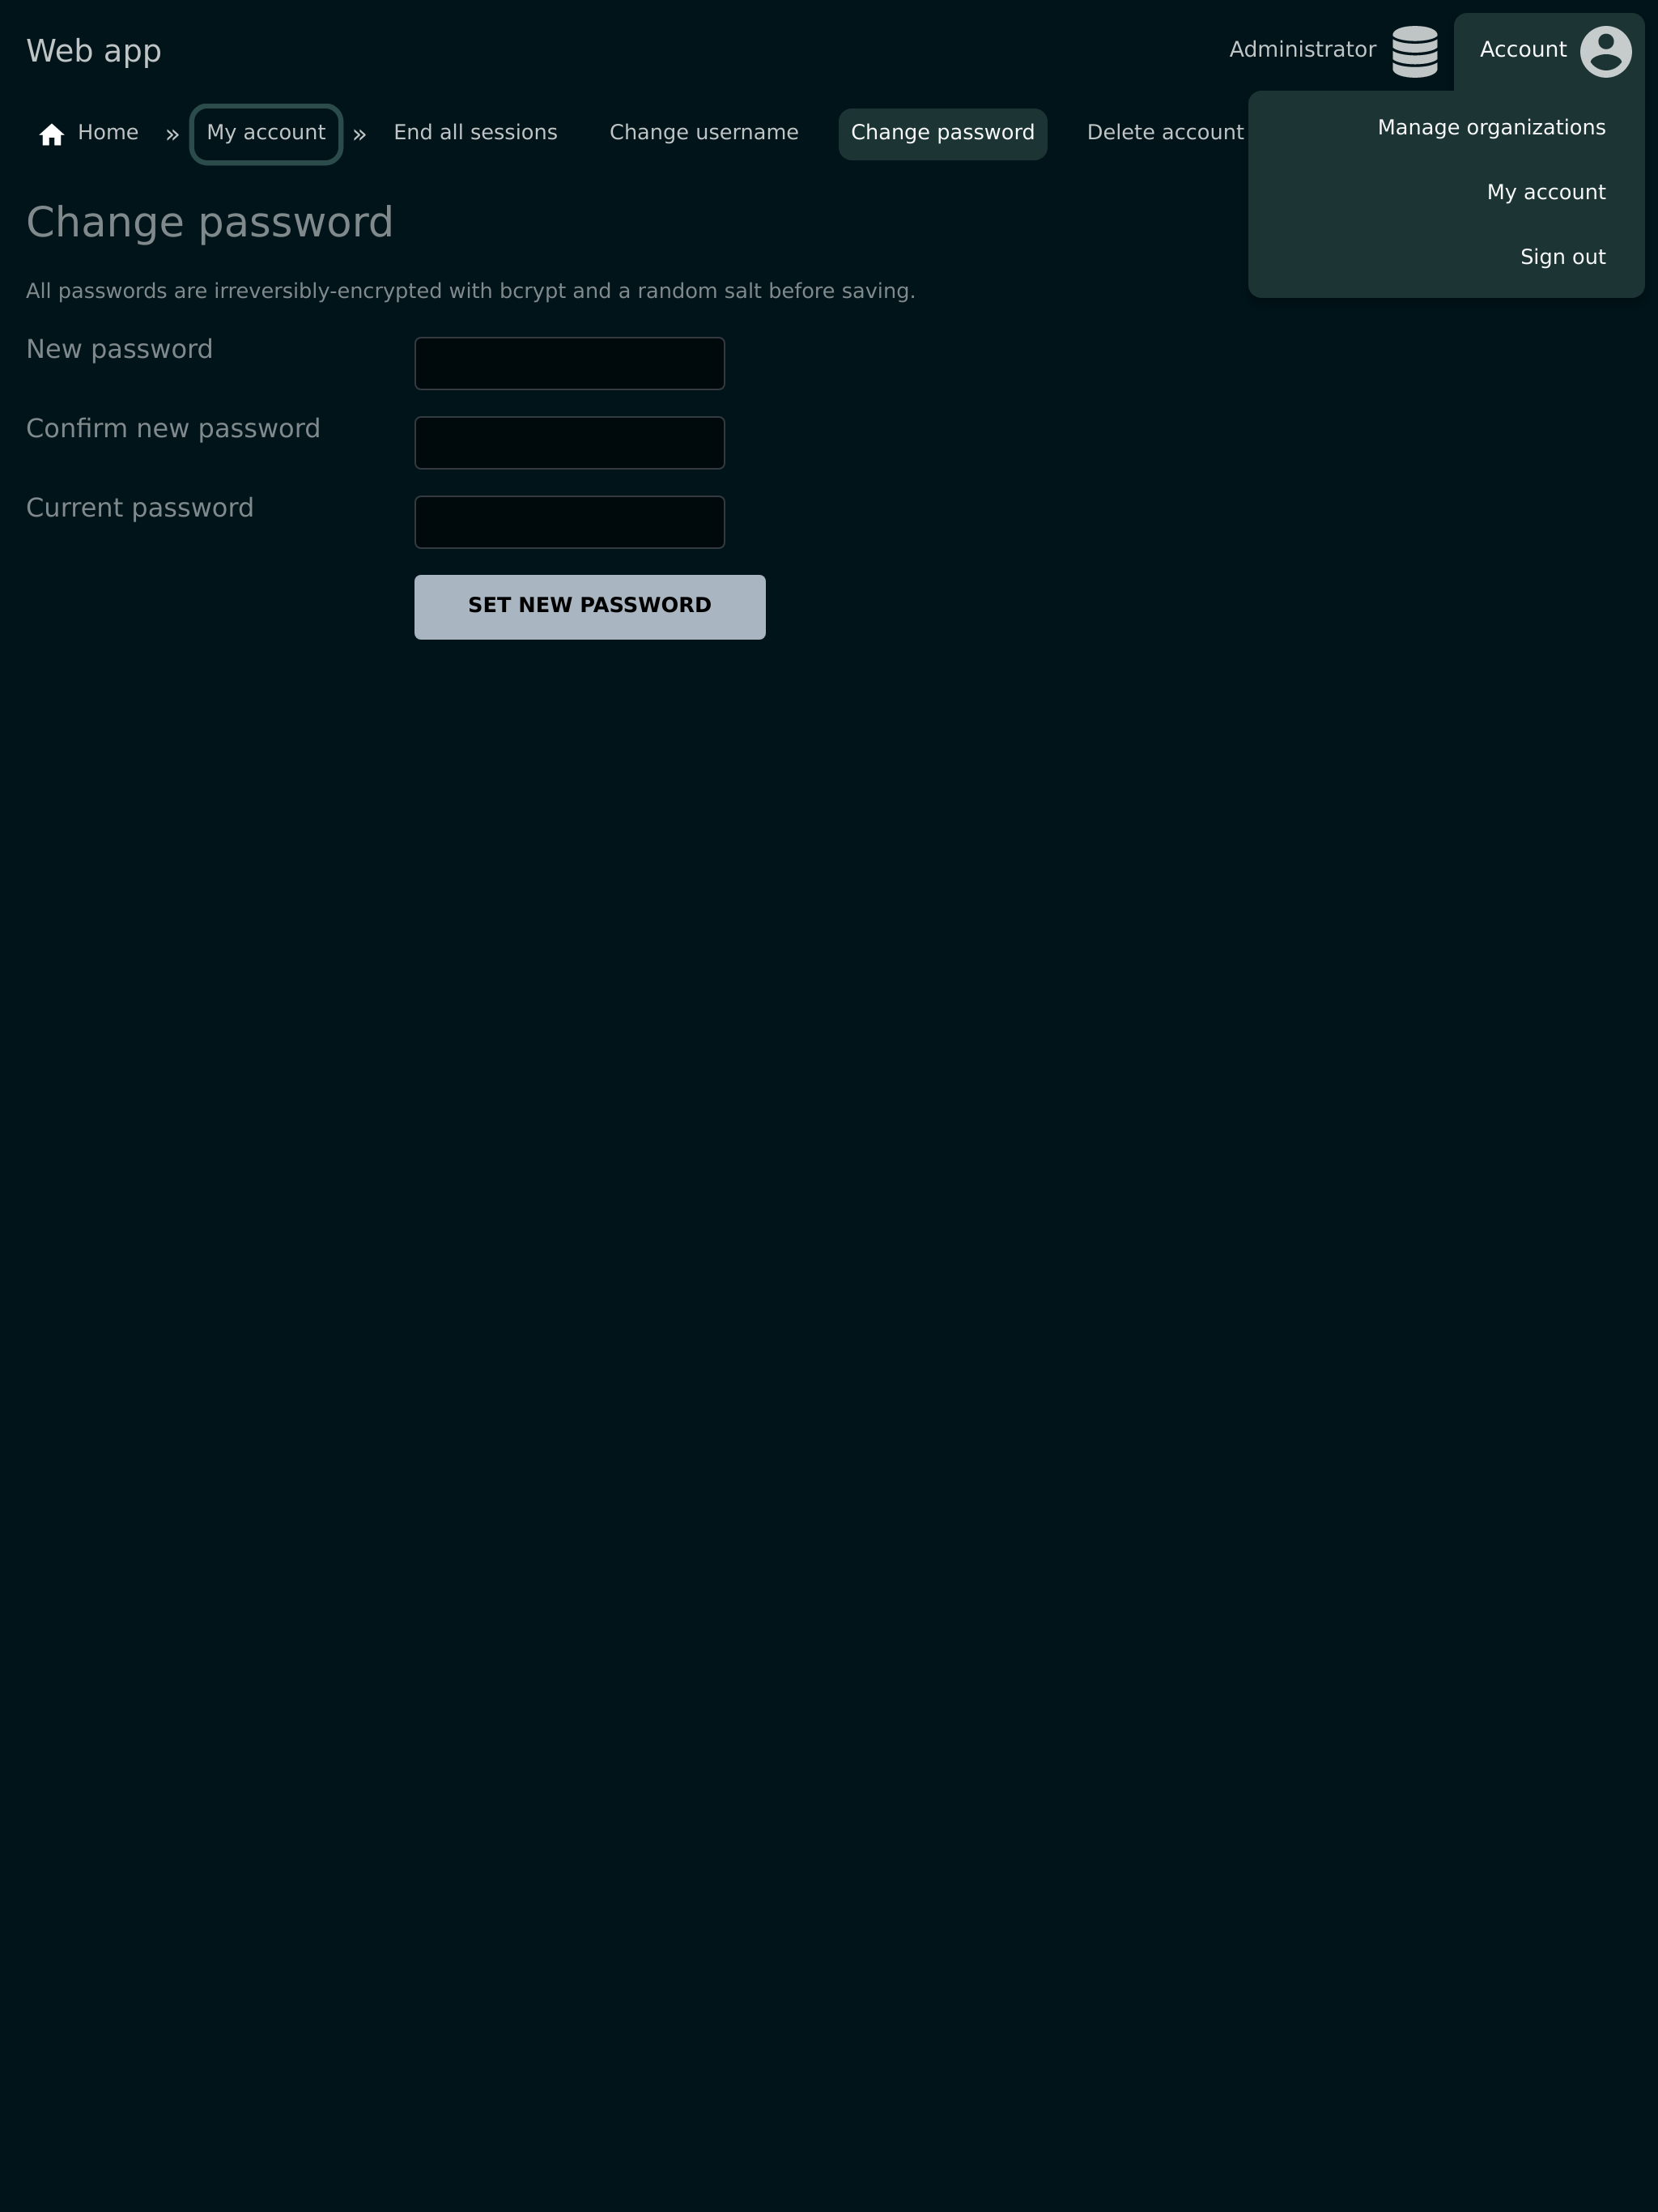 Web app
Administrator
Account
Home » My account » End all sessions Change username Change password Delete account
Manage organizations
My account
Sign out
Change password
All passwords are irreversibly-encrypted with bcrypt and a random salt before saving.
New password
Confirm new password
Current password
SET NEW PASSWORD